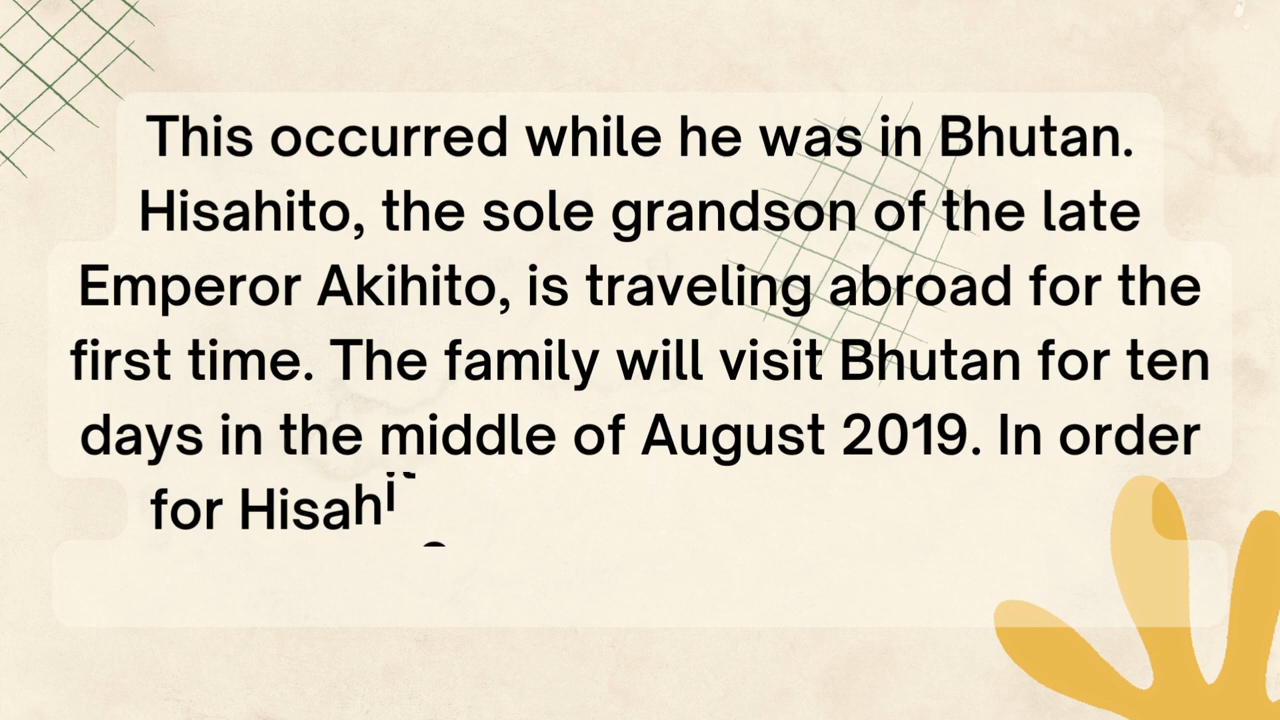 This occurred while he was in Bhutan.
Hisahito, the sole grandson of the late
Emperor Akihito, is traveling abroad for the
first time. The family will visit Bhutan for ten
days in the middle of August 2019. In order
for